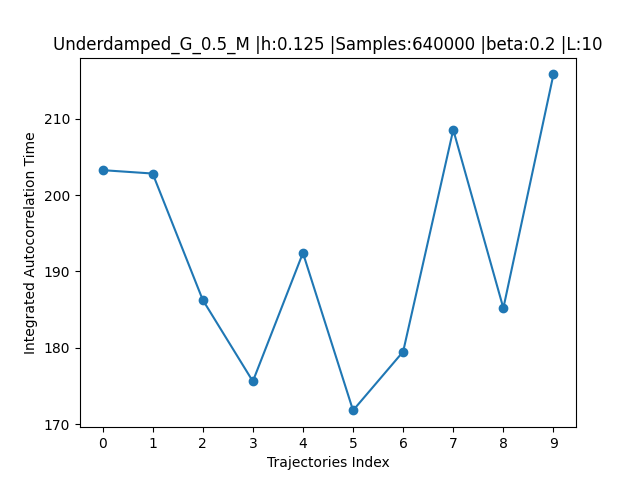 Underdamped_G_0.5_M |h:0.125 |Samples:640000 |beta:0.2 |L:10
Integrated Autocorrelation Time
210
200
190
180
170
0 1 2 3 4 5 6 7 8 9
Trajectories Index